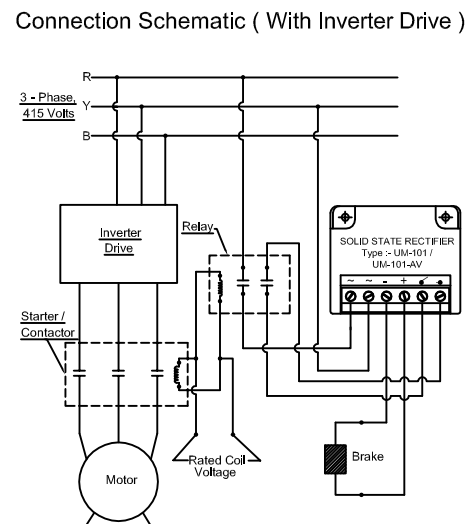 Connection Schematic ( With Inverter Drive )
R
3 - Phase,
415 Volts
Y
B
Inverter
Drive
Relay
SOLID STATE RECTIFIER
Type :- UM-101 /
UM-101-AV
~ ~ - +
Starter /
Contactor
Motor
Rated Coil
Voltage
Brake